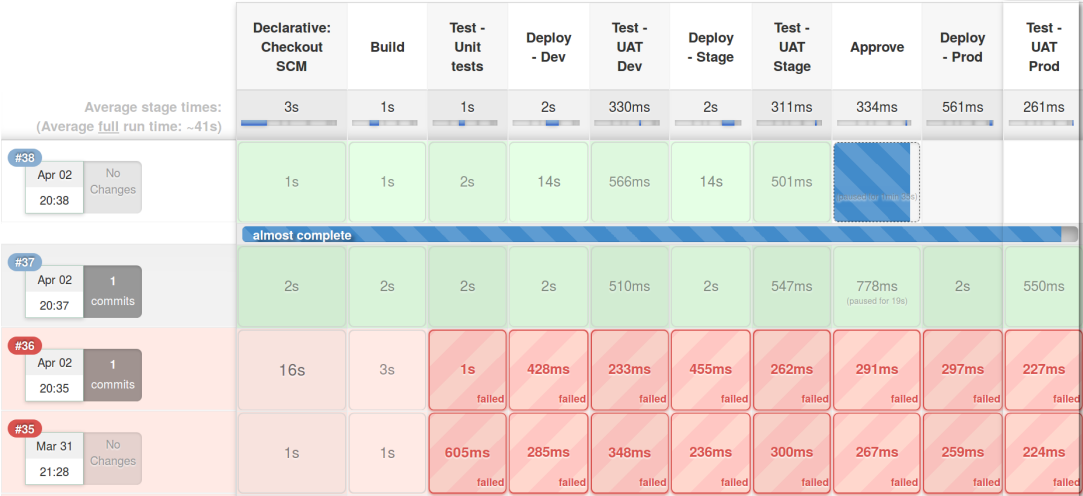 Declarative:
Checkout
SCM
Build
Test -
Unit
tests
Deploy
- Dev
Test -
UAT
Dev
Deploy
- Stage
Test -
UAT
Stage
Approve
Deploy
- Prod
Test -
UAT
Prod
Average stage times:
(Average full run time: ~41s)
3s
1s
1s
2s
330ms
2s
311ms
334ms
561ms
261ms
#38
Apr 02
20:38
No
Changes
1s
1s
2s
14s
566ms
14s
501ms
(paused for
almost complete
#37
Apr 02
20:37
1
commits
2s
2s
2s
2s
510ms
2s
547ms
778ms
(paused for 19s)
2s
550ms
#36
Apr 02
20:35
1
commits
16s
3s
1s
failed
428ms
failed
233ms
failed
455ms
failed
262ms
failed
291ms
failed
297ms
failed
227ms
failed
#35
Mar 31
21:28
No
Changes
1s
1s
605ms
failed
285ms
failed
348ms
failed
236ms
failed
300ms
failed
267ms
failed
259ms
failed
224ms
failed